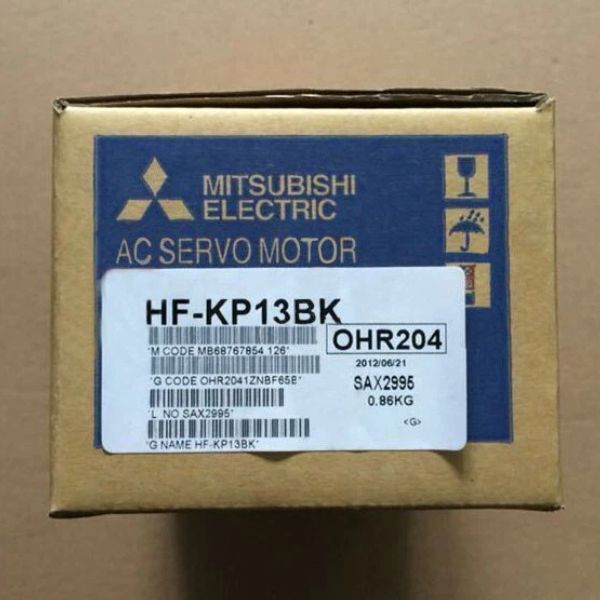 MITSUBISHI
ELECTRIC
AC SERVO MOTOR
HF-KP13BK
OHR204
*M CODE MB68767854 126*
2012/06/21
*G CODE OHR2041ZNBF65B*
SAX2995
*L NO SAX2995*
0.86KG
<G>
*G NAME HF-KP13BK*